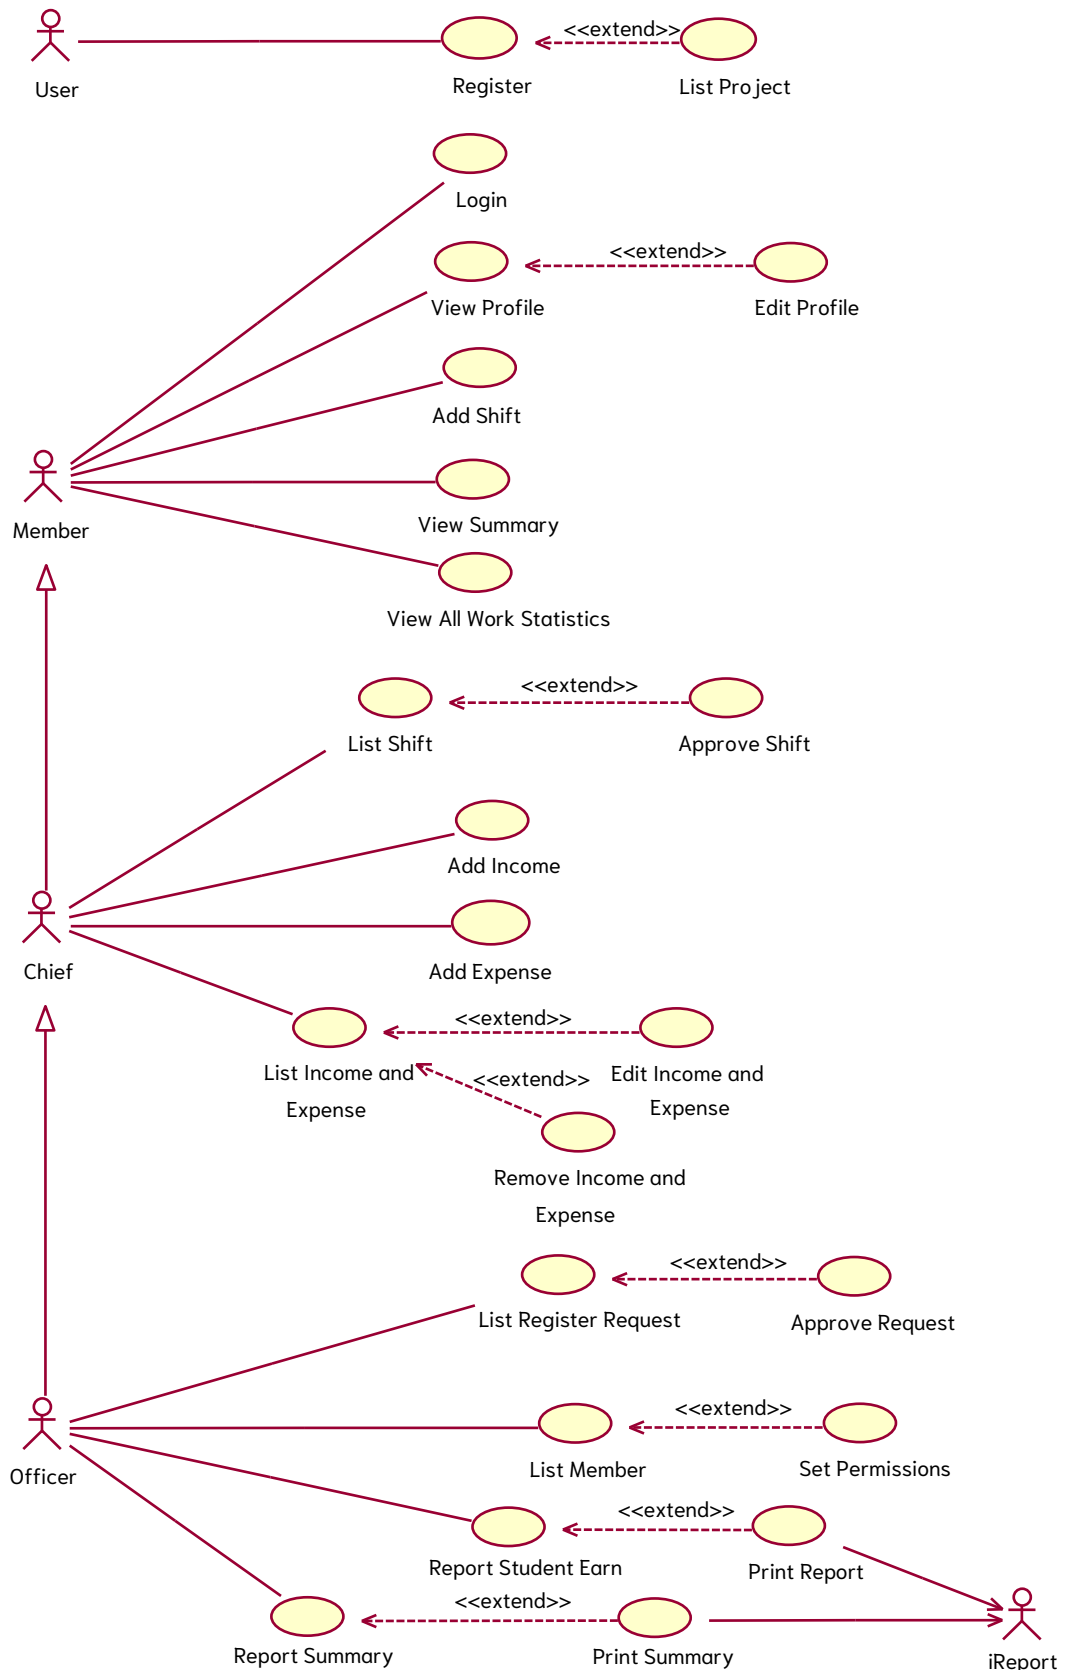 <<extend>>
User
Register
List Project
Login
<<extend>>
View Profile
Edit Profile
Add Shift
Member
View Summary
View All Work Statistics
<<extend>>
List Shift
Approve Shift
Add Income
Chief
Add Expense
<<extend>>
List Income and
Expense
<<extend>>
Edit Income and
Expense
Remove Income and
Expense
<<extend>>
List Register Request
Approve Request
<<extend>>
Officer
List Member
Set Permissions
<<extend>>
Report Student Earn
Print Report
<<extend>>
Report Summary
Print Summary
iReport